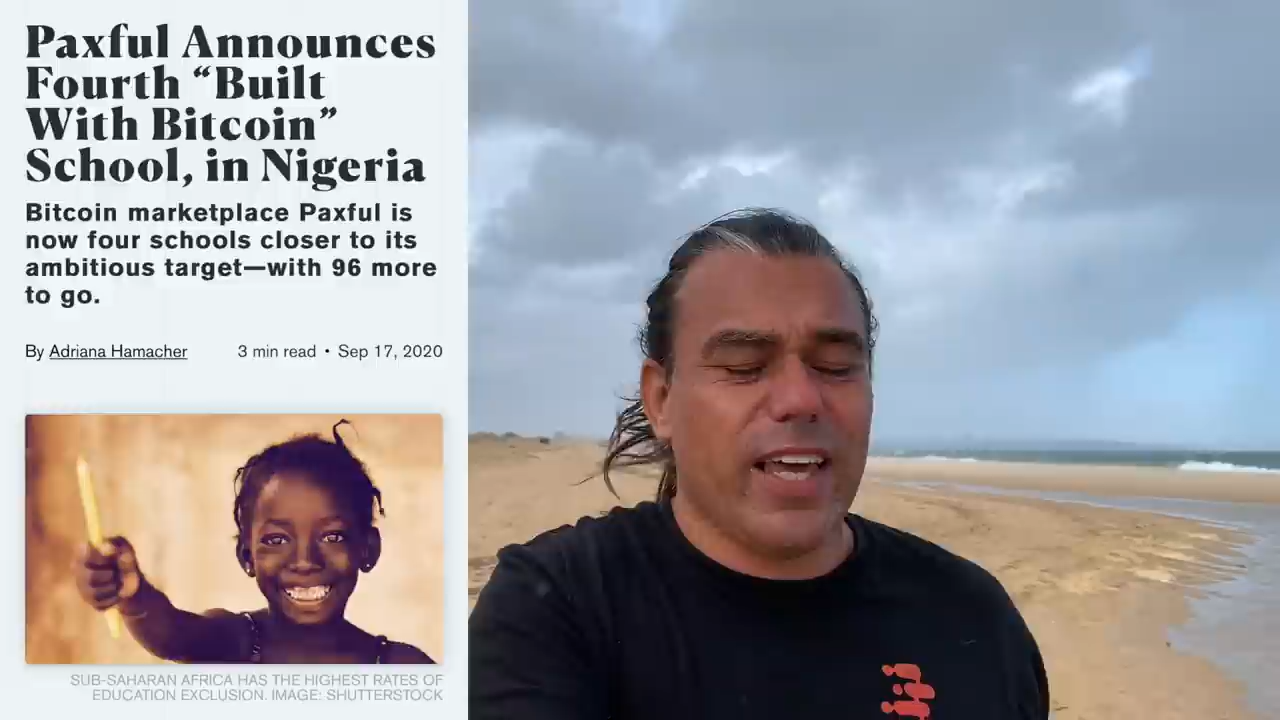 Paxful Announces
Fourth “Built
With Bitcoin”
School, in Nigeria
Bitcoin marketplace Paxful is
now four schools closer to its
ambitious target—with 96 more
to go.
By Adriana Hamacher 3 min read • Sep 17, 2020
SUB-SAHARAN AFRICA HAS THE HIGHEST RATES OF
EDUCATION EXCLUSION. IMAGE: SHUTTERSTOCK